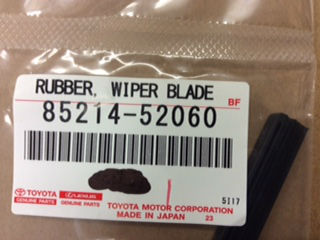 RUBBER, WIPER BLADE
BF
85214-52060
5I17
TOYOTA LEXUS
GENUINE PARTS GENUINE PARTS
TOYOTA MOTOR CORPORATION
MADE IN JAPAN 23